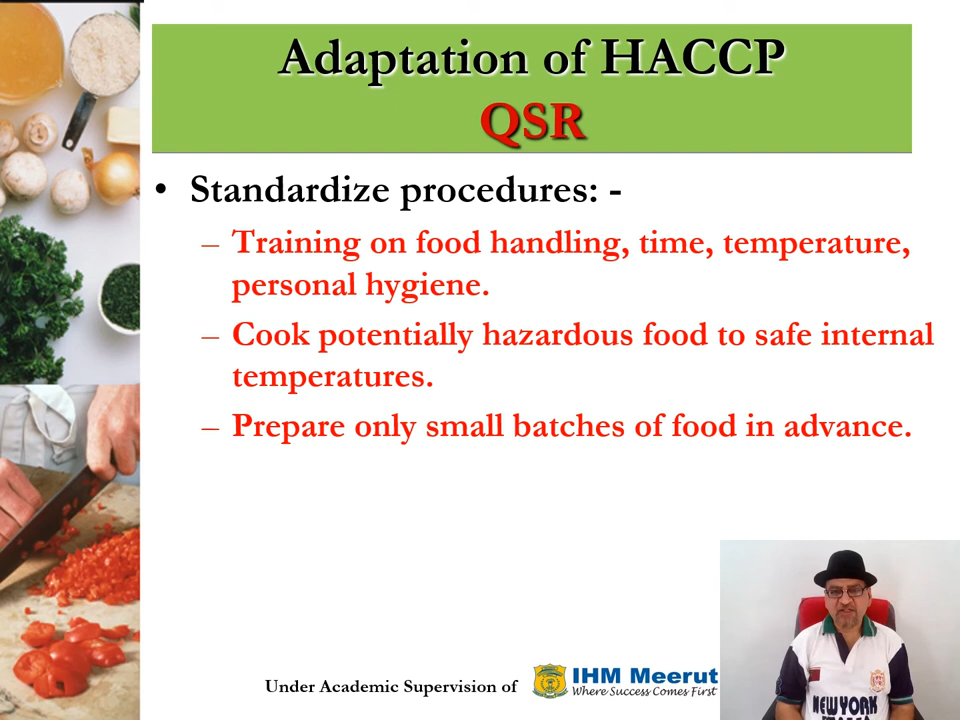 Adaptation of HACCP
QSR
• Standardize procedures: -
– Training on food handling, time, temperature,
personal hygiene.
– Cook potentially hazardous food to safe internal
temperatures.
– Prepare only small batches of food in advance.
Under Academic Supervision of
IHM Meerut
Where Success Comes First
NEW YORK